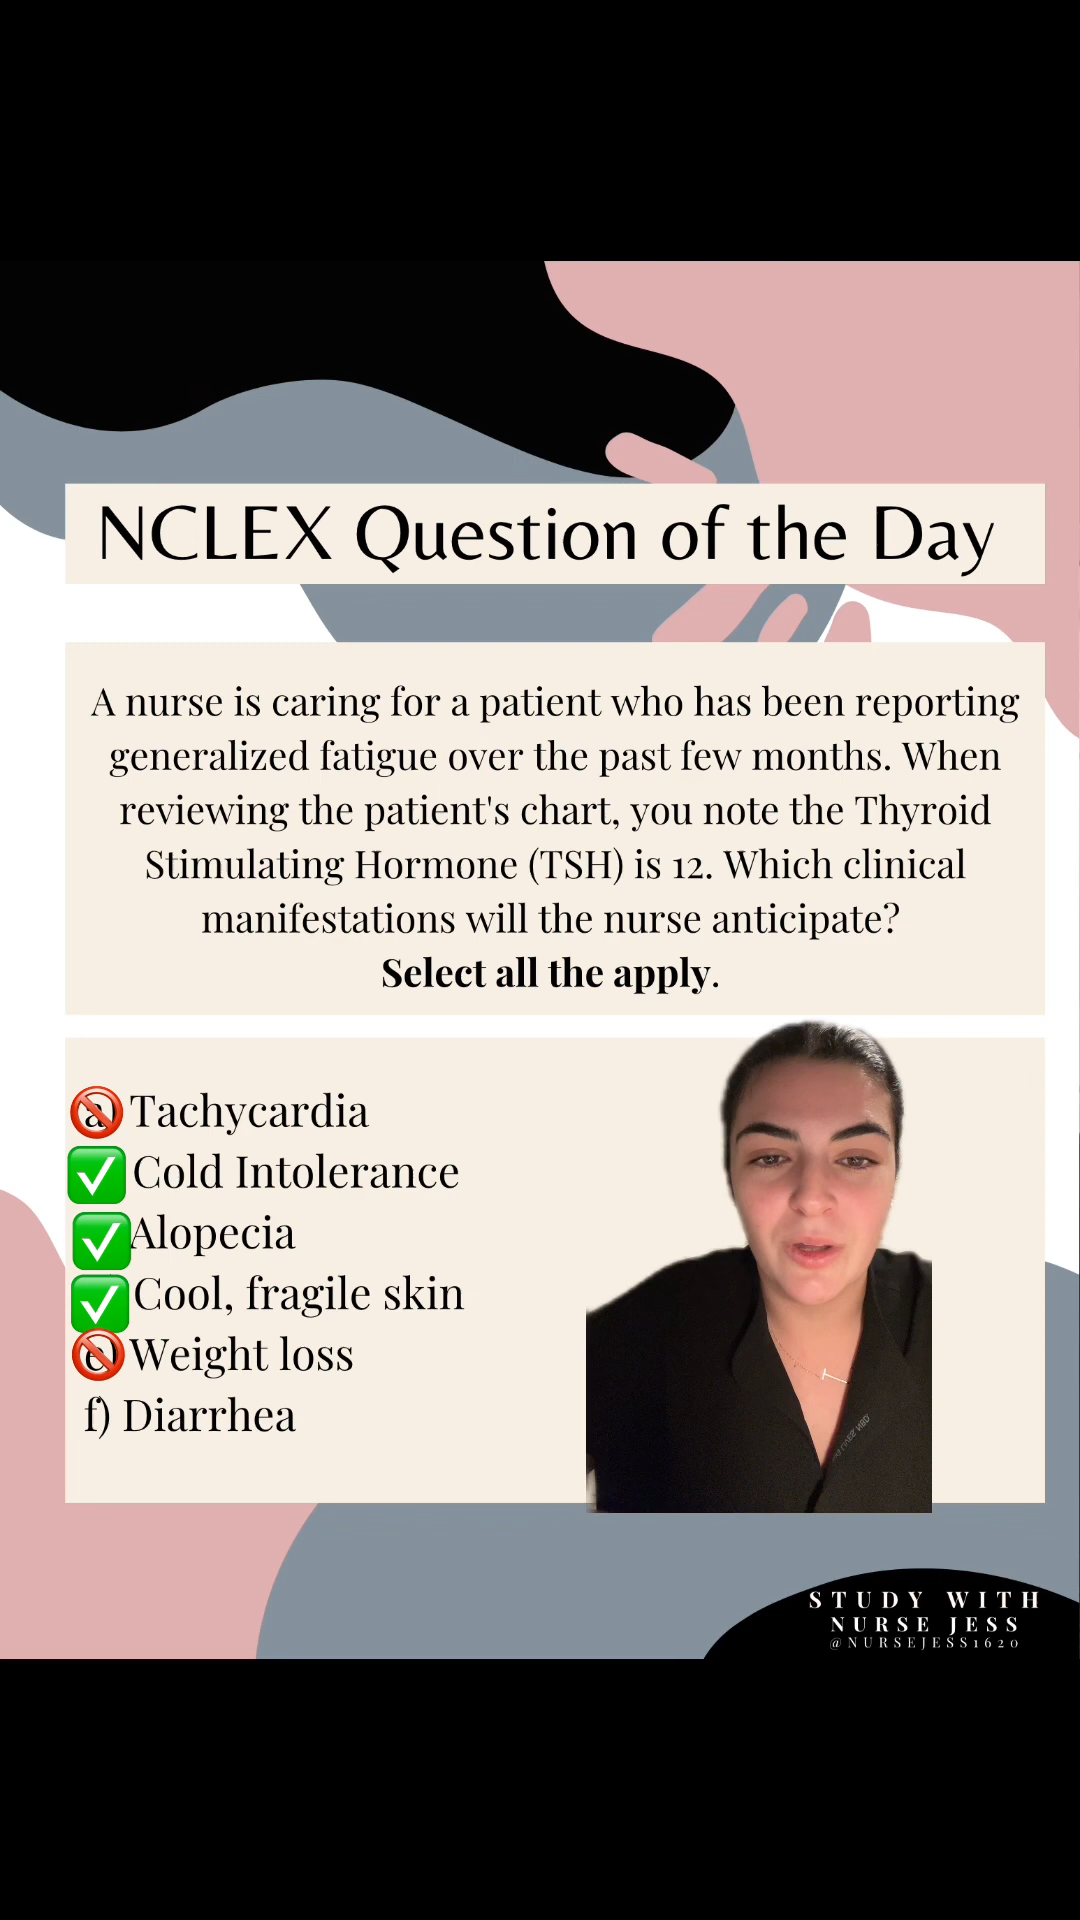 NCLEX Question of the Day
A nurse is caring for a patient who has been reporting
generalized fatigue over the past few months. When
reviewing the patient's chart, you note the Thyroid
Stimulating Hormone (TSH) is 12. Which clinical
manifestations will the nurse anticipate?
Select all the apply.
a) Tachycardia
Cold Intolerance
Alopecia
Cool, fragile skin
e) Weight loss
f) Diarrhea
STUDY WITH
NURSE JESS
@NURSEJESS1620